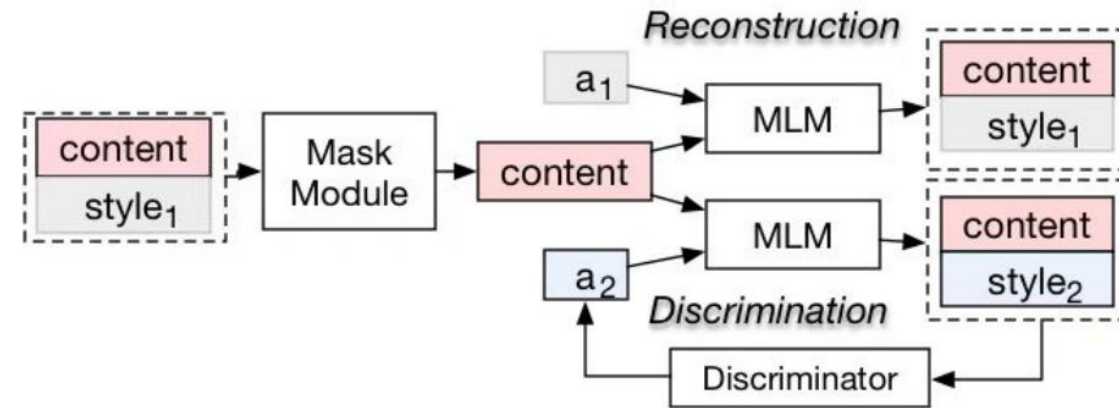 Reconstruction
content
style₁
Mask
Module
content
a₁
MLM
content
style₁
a₂
MLM
content
style₂
Discrimination
Discriminator